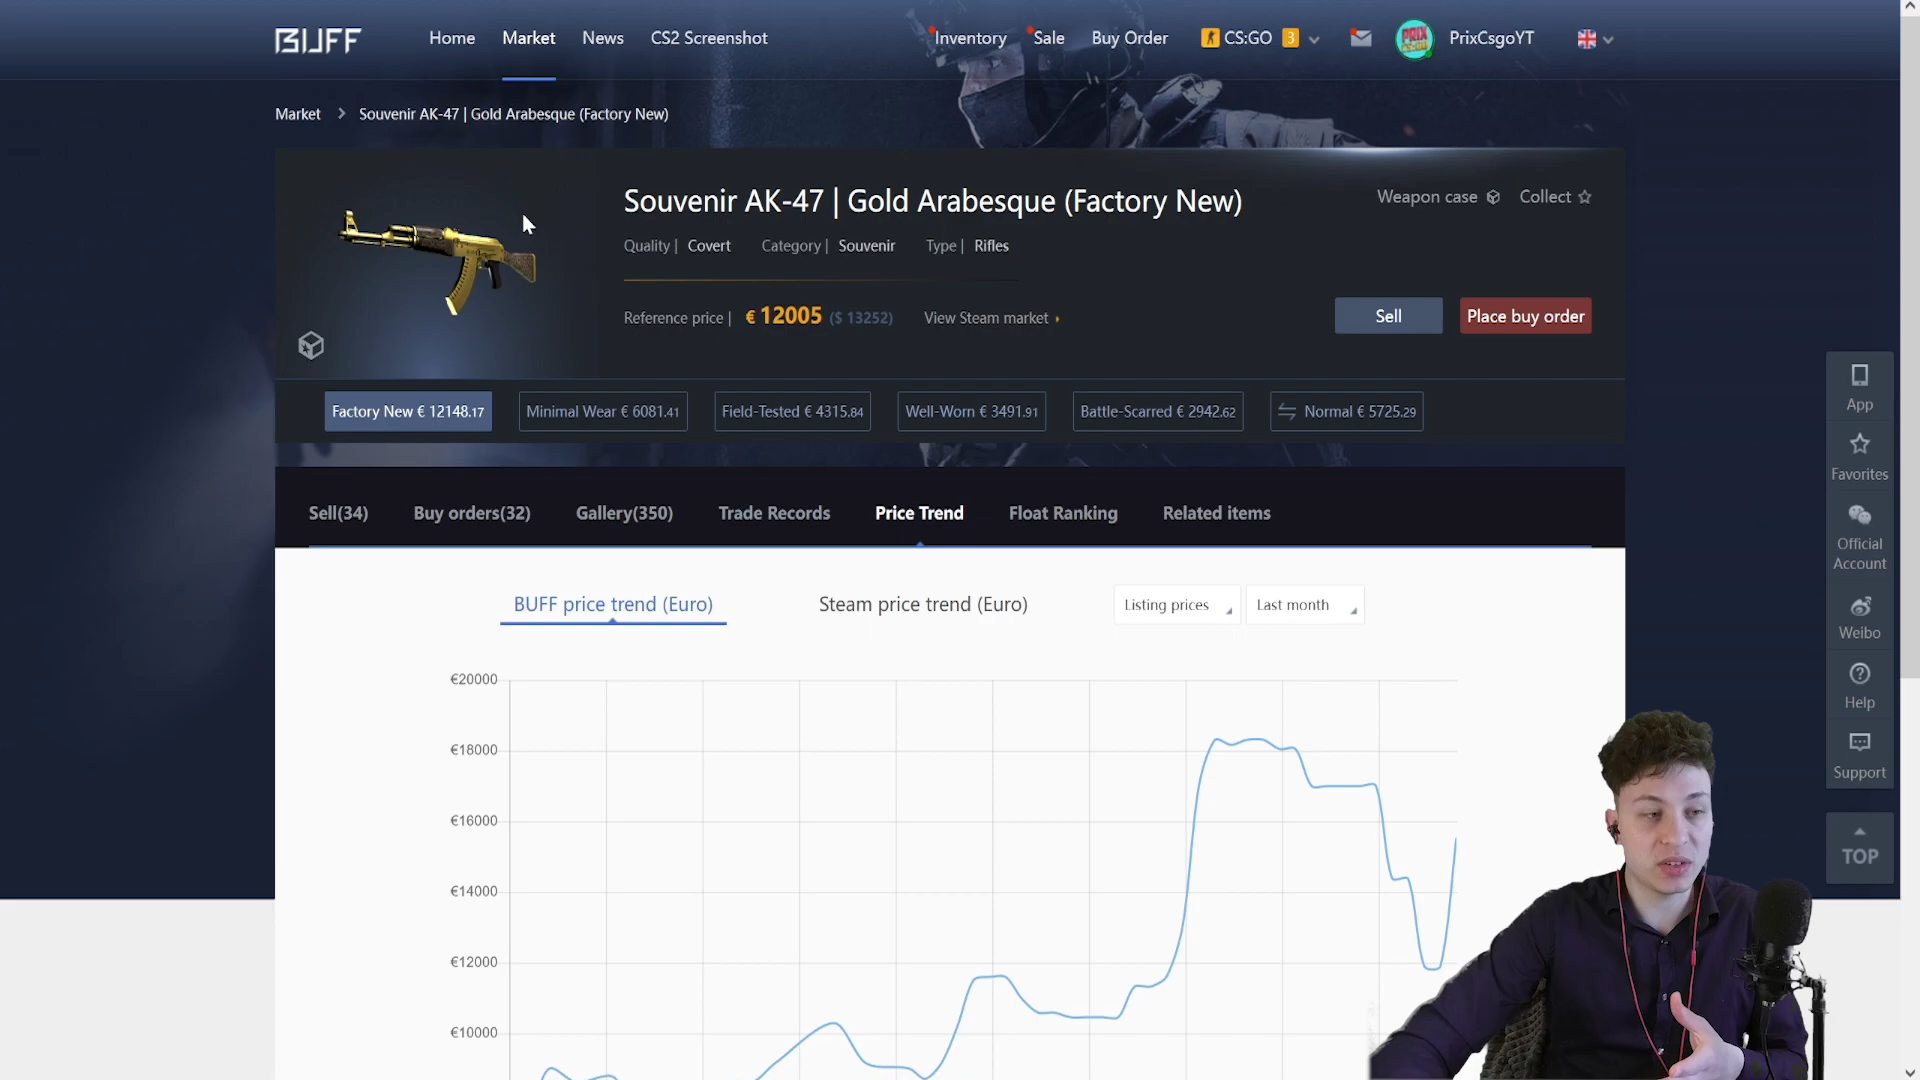 BUFF
Home
Market
News
CS2 Screenshot
Inventory
Sale
Buy Order
CS:GO
3
PrixCsgoYT
Market
Souvenir AK-47 | Gold Arabesque (Factory New)
Souvenir AK-47 | Gold Arabesque (Factory New)
Weapon case
Collect
Quality | Covert
Category | Souvenir
Type | Rifles
Reference price | € 12005 ($ 13252)
View Steam market
Sell
Place buy order
Factory New € 12148.17
Minimal Wear € 6081.41
Field-Tested € 4315.84
Well-Worn € 3491.91
Battle-Scarred € 2942.62
Normal € 5725.29
Sell(34)
Buy orders(32)
Gallery(350)
Trade Records
Price Trend
Float Ranking
Related items
BUFF price trend (Euro)
Steam price trend (Euro)
Listing prices
Last month
€20000
€18000
€16000
€14000
€12000
€10000
App
Favorites
Official
Account
Weibo
Help
Support
TOP